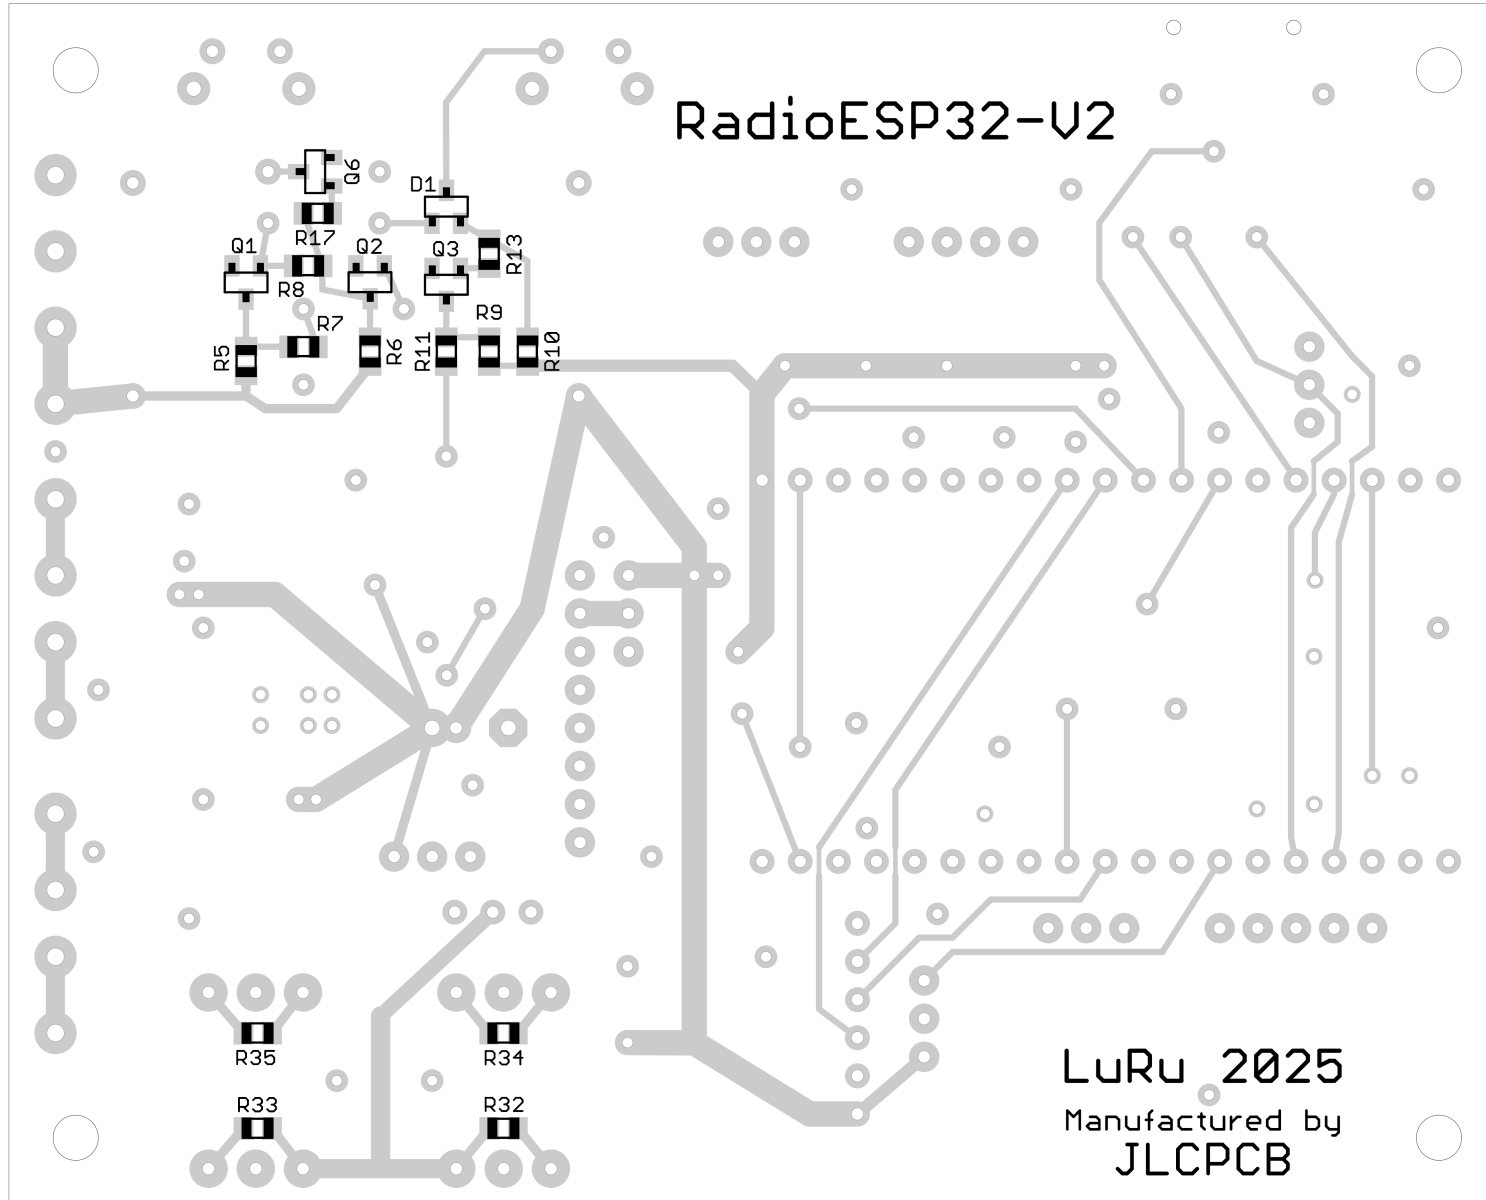 RadioESP32-V2
Q6
D1
R17
Q1
Q2
Q3
R13
R8
R7
R9
R5
R6
R11
R10
R35
R34
R33
R32
LuRu 2025
Manufactured by
JLCPCB